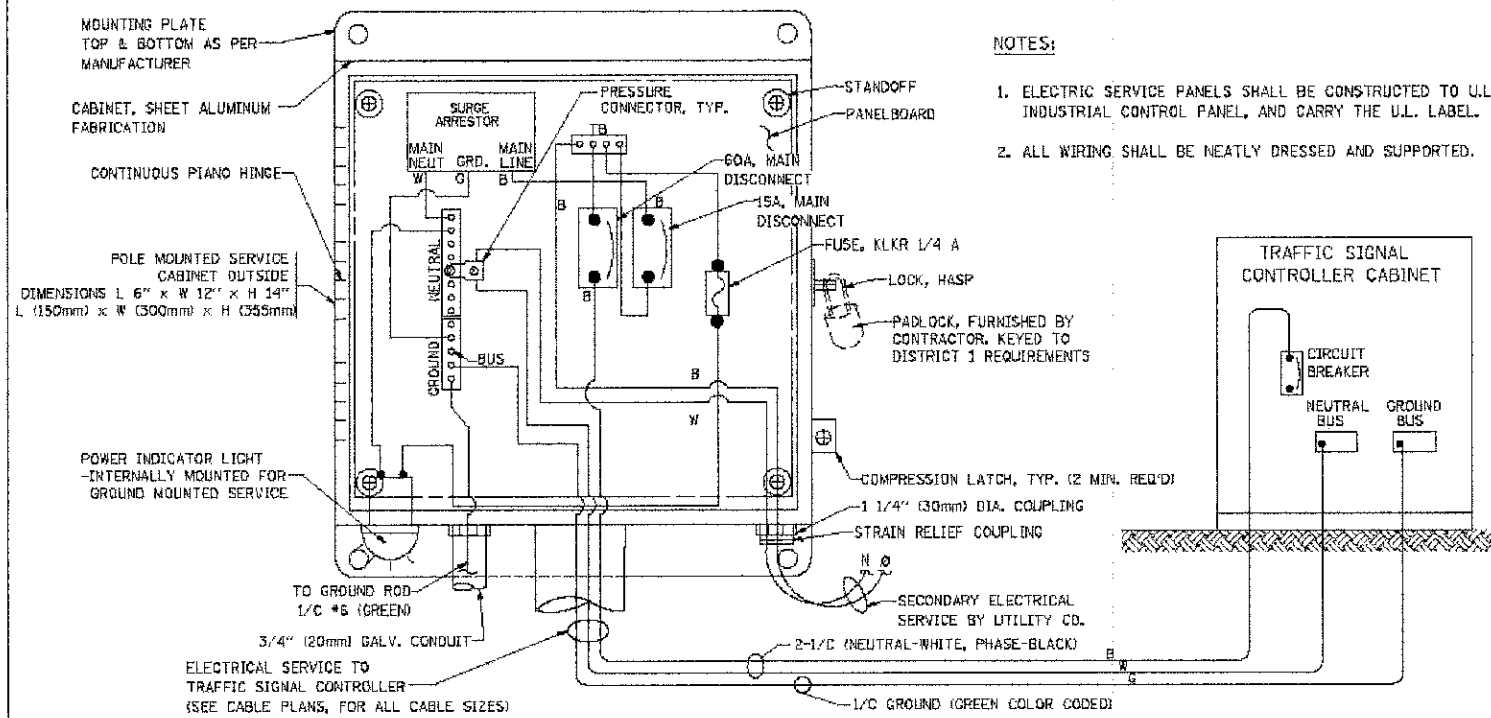 MOUNTING PLATE
TOP & BOTTOM AS PER
MANUFACTURER
CABINET, SHEET ALUMINUM
FABRICATION
CONTINUOUS PIANO HINGE
POLE MOUNTED SERVICE
CABINET OUTSIDE
DIMENSIONS L 6" x W 12" x H 14"
L (150mm) x W (300mm) x H (355mm)
POWER INDICATOR LIGHT
-INTERNALLY MOUNTED FOR
GROUND MOUNTED SERVICE
SURGE
ARRESTOR
MAIN
NEUT
GRD.
MAIN
LINE
W
G
B
PRESSURE
CONNECTOR, TYP.
TB
NEUTRAL
GROUND
BUS
B
B
B
B
W
STANDOFF
PANELBOARD
60A, MAIN
DISCONNECT
15A, MAIN
DISCONNECT
FUSE, KLKR 1/4 A
LOCK, HASP
PADLOCK, FURNISHED BY
CONTRACTOR. KEYED TO
DISTRICT 1 REQUIREMENTS
COMPRESSION LATCH, TYP. (2 MIN. REQ'D)
1 1/4" (30mm) DIA. COUPLING
STRAIN RELIEF COUPLING
N Ø
SECONDARY ELECTRICAL
SERVICE BY UTILITY CO.
TO GROUND ROD
1/C #6 (GREEN)
3/4" (20mm) GALV. CONDUIT
ELECTRICAL SERVICE TO
TRAFFIC SIGNAL CONTROLLER
(SEE CABLE PLANS, FOR ALL CABLE SIZES)
2-1/C (NEUTRAL-WHITE, PHASE-BLACK)
1/C GROUND (GREEN COLOR CODED)
B
W
G
NOTES:
1. ELECTRIC SERVICE PANELS SHALL BE CONSTRUCTED TO U.L
INDUSTRIAL CONTROL PANEL, AND CARRY THE U.L. LABEL.
2. ALL WIRING SHALL BE NEATLY DRESSED AND SUPPORTED.
TRAFFIC SIGNAL
CONTROLLER CABINET
CIRCUIT
BREAKER
NEUTRAL
BUS
GROUND
BUS